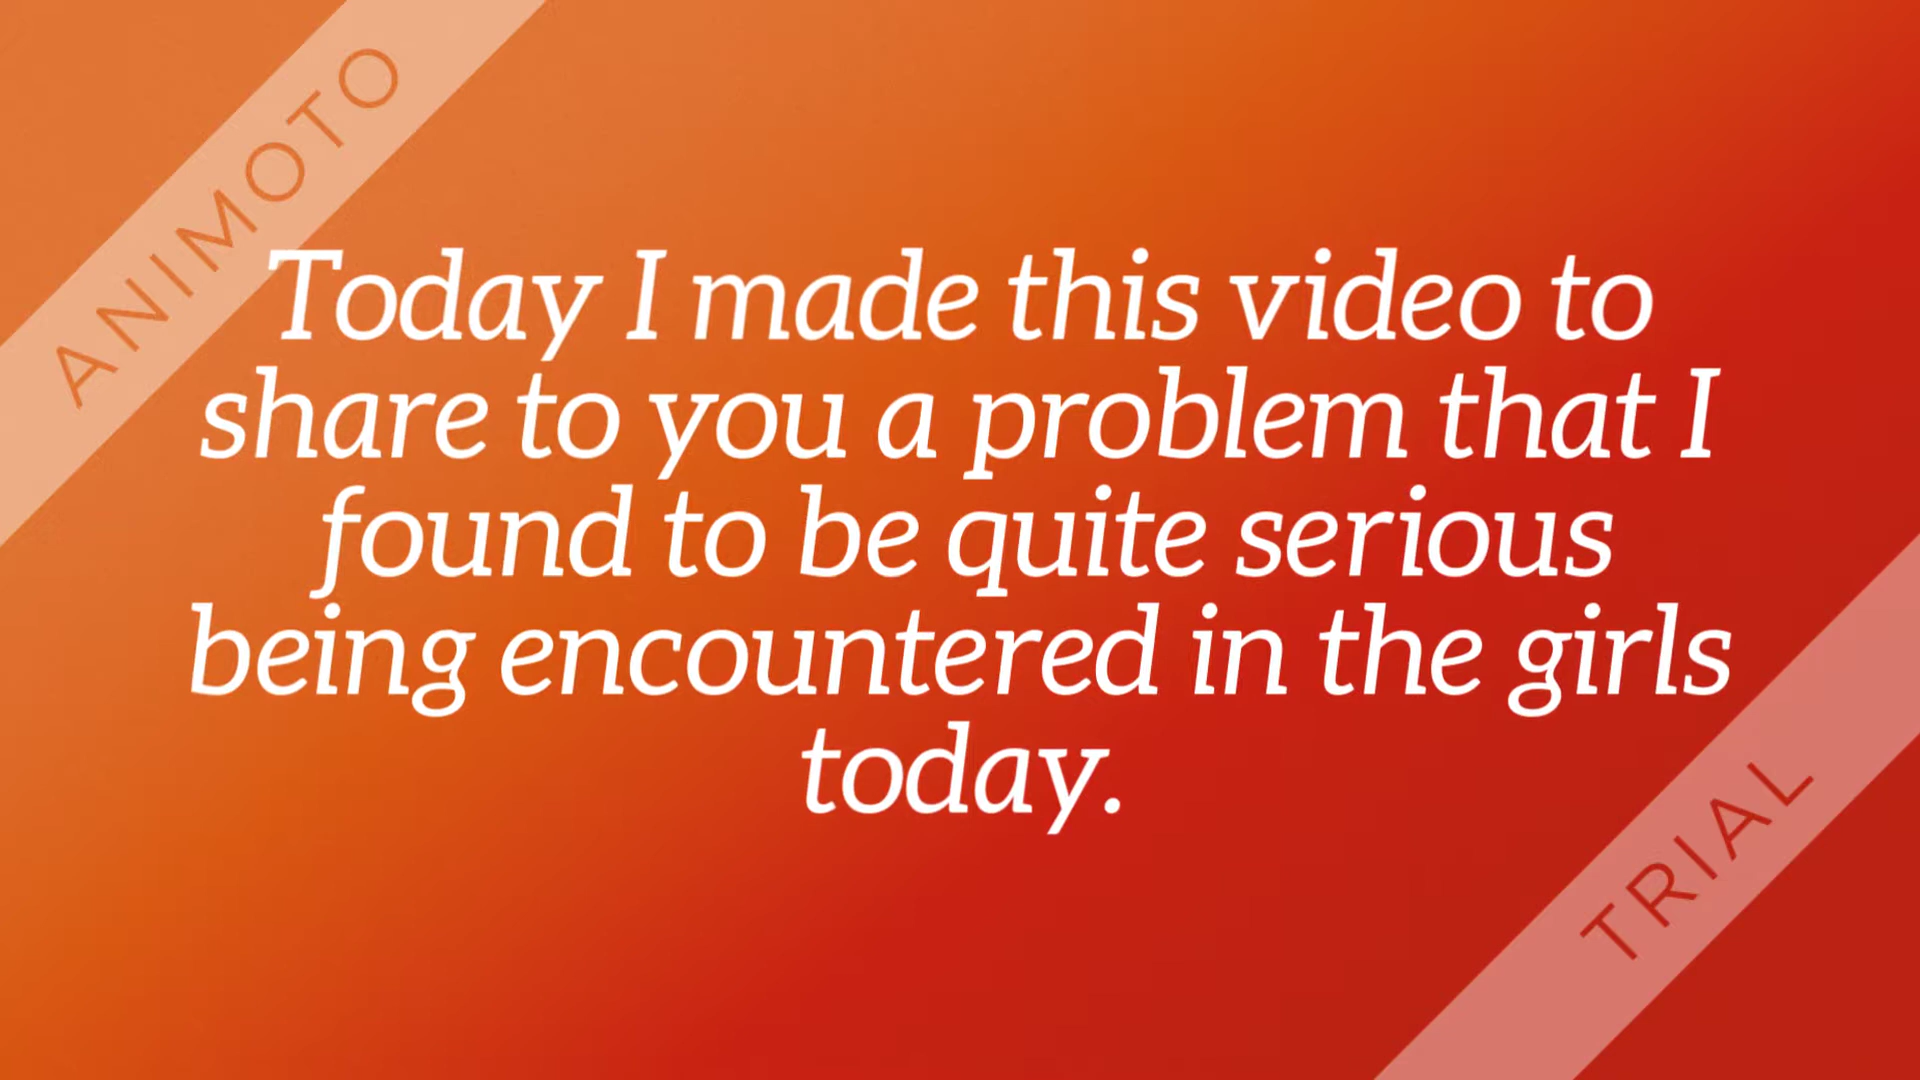 ANIMOTO
Today I made this video to
share to you a problem that I
found to be quite serious
being encountered in the girls
today.
TRIAL